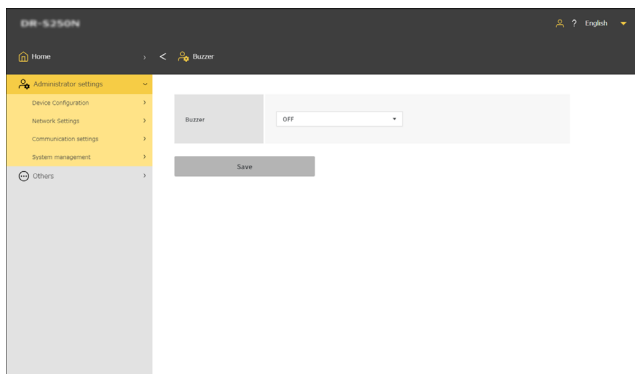 DR-S250N
? English
Home
< Buzzer
Administrator settings
Device Configuration
Network Settings
Communication settings
System management
Others
Buzzer
OFF
Save